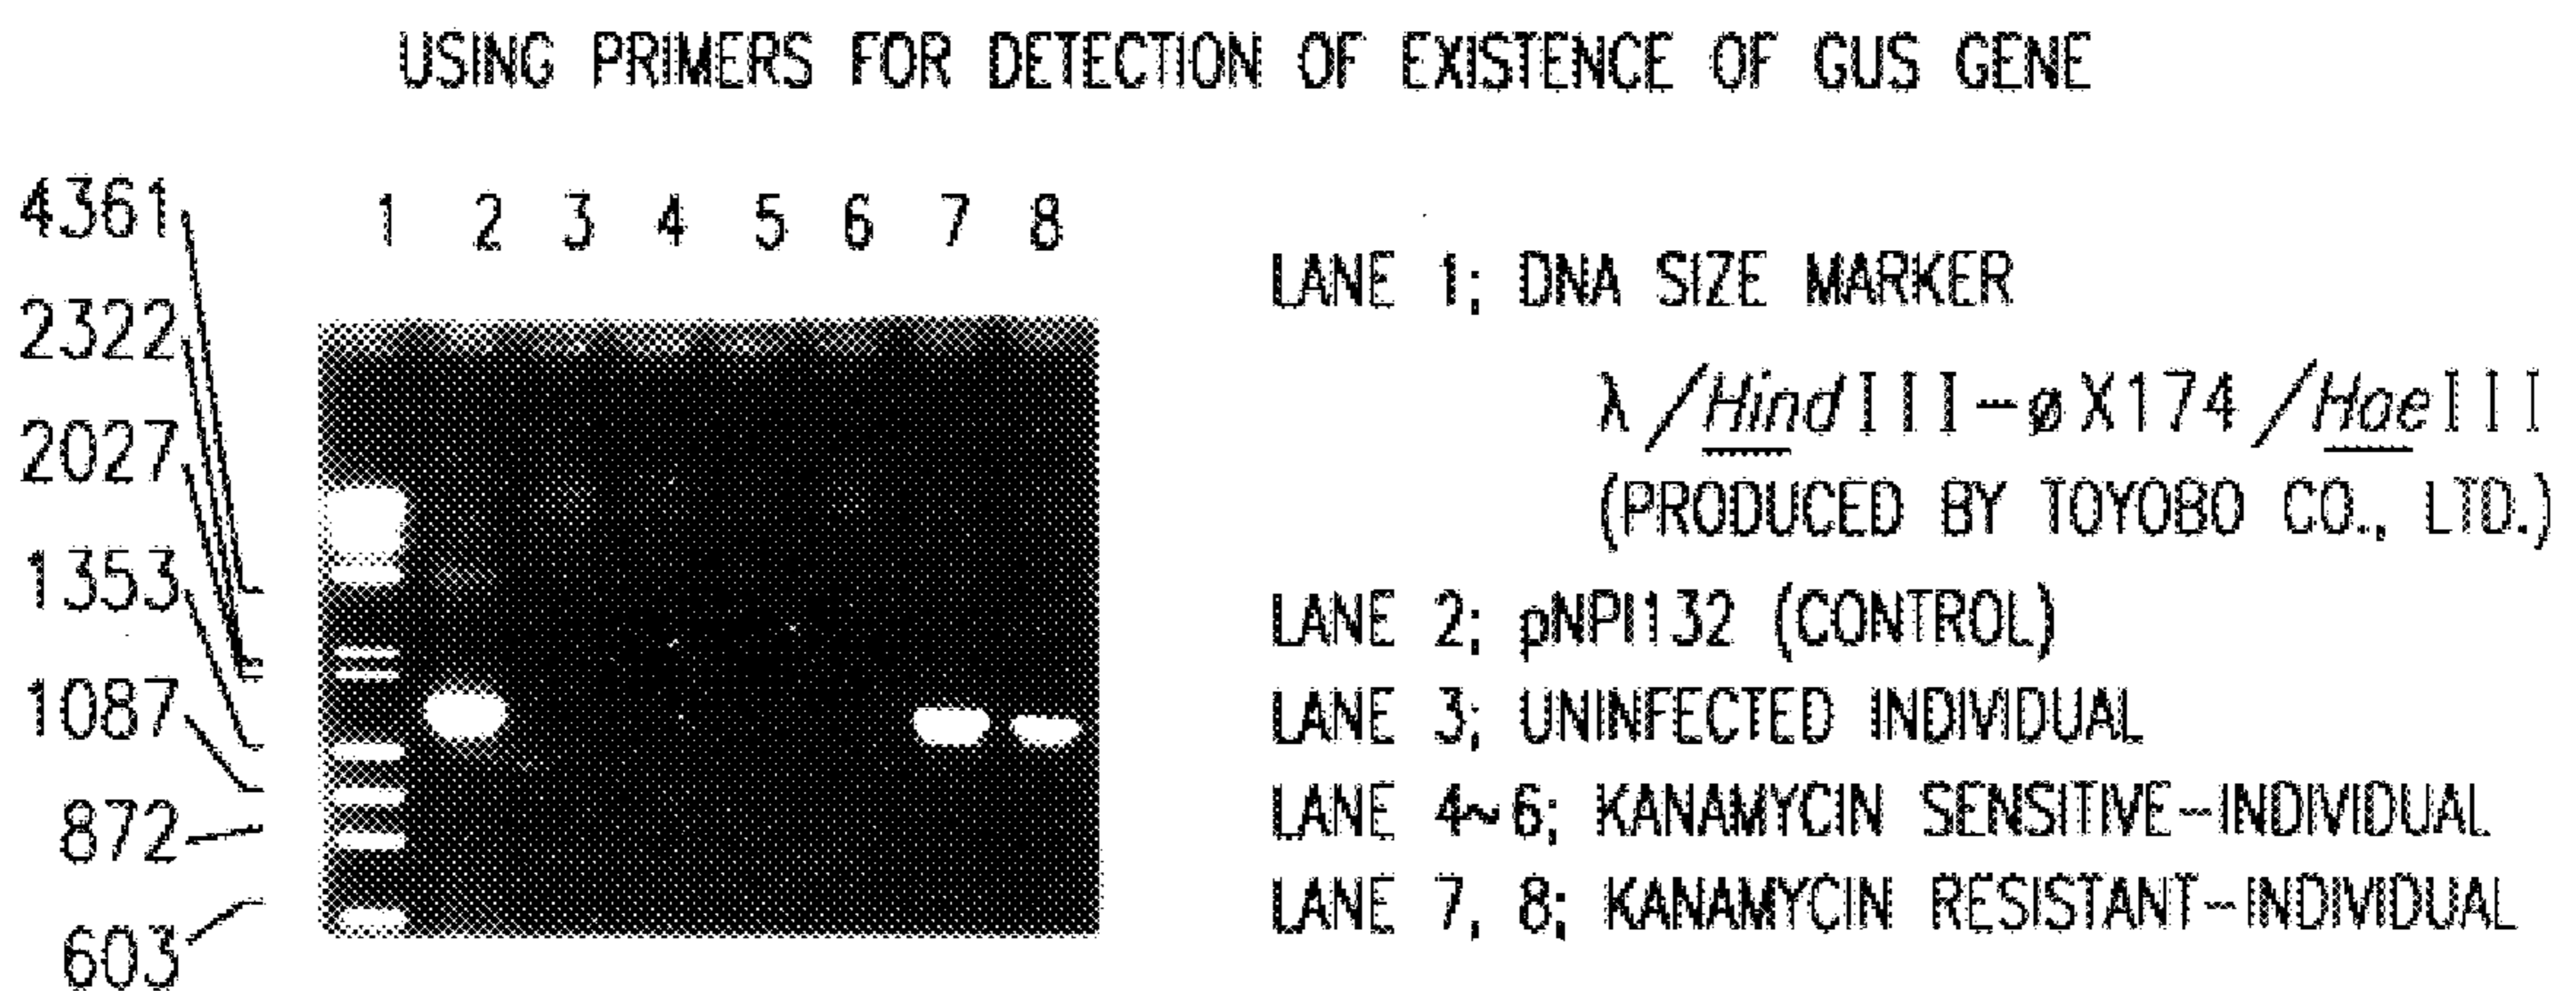 USING PRIMERS FOR DETECTION OF EXISTENCE OF GUS GENE
4361
2322
2027
1353
1087
872
603
1 2 3 4 5 6 7 8
LANE 1; DNA SIZE MARKER
λ/HindIII-øX174/HaeIII
(PRODUCED BY TOYOBO CO., LTD.)
LANE 2; pNPI132 (CONTROL)
LANE 3; UNINFECTED INDIVIDUAL
LANE 4~6; KANAMYCIN SENSITIVE-INDIVIDUAL
LANE 7, 8; KANAMYCIN RESISTANT-INDIVIDUAL